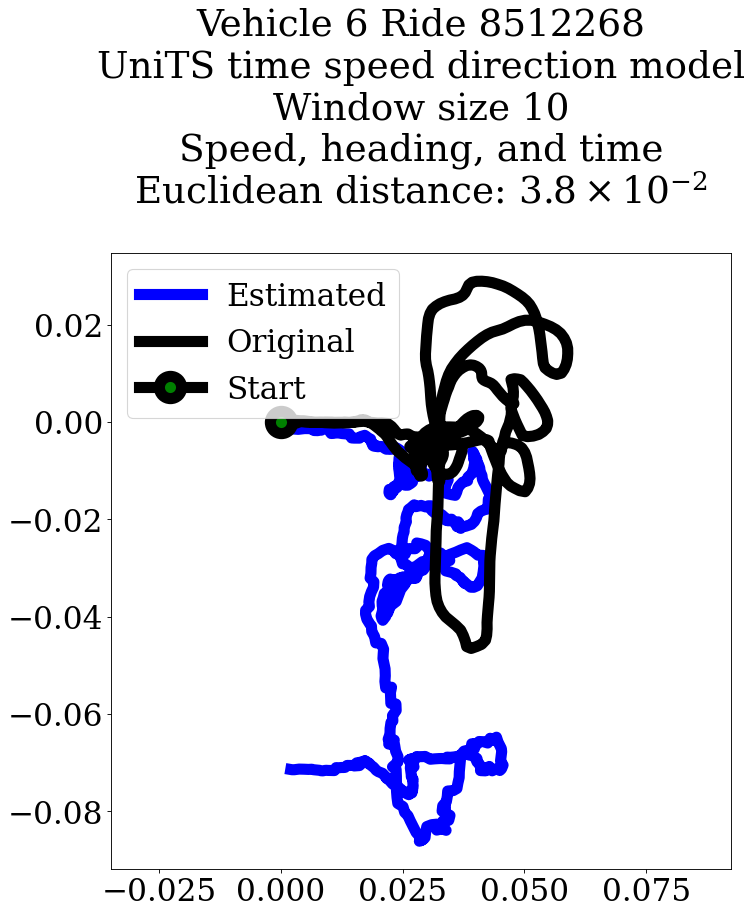 Vehicle 6 Ride 8512268
UniTS time speed direction model
Window size 10
Speed, heading, and time
Euclidean distance: 3.8 × 10⁻²
Estimated
Original
Start
0.02
0.00
−0.02
−0.04
−0.06
−0.08
−0.025 0.000 0.025 0.050 0.075